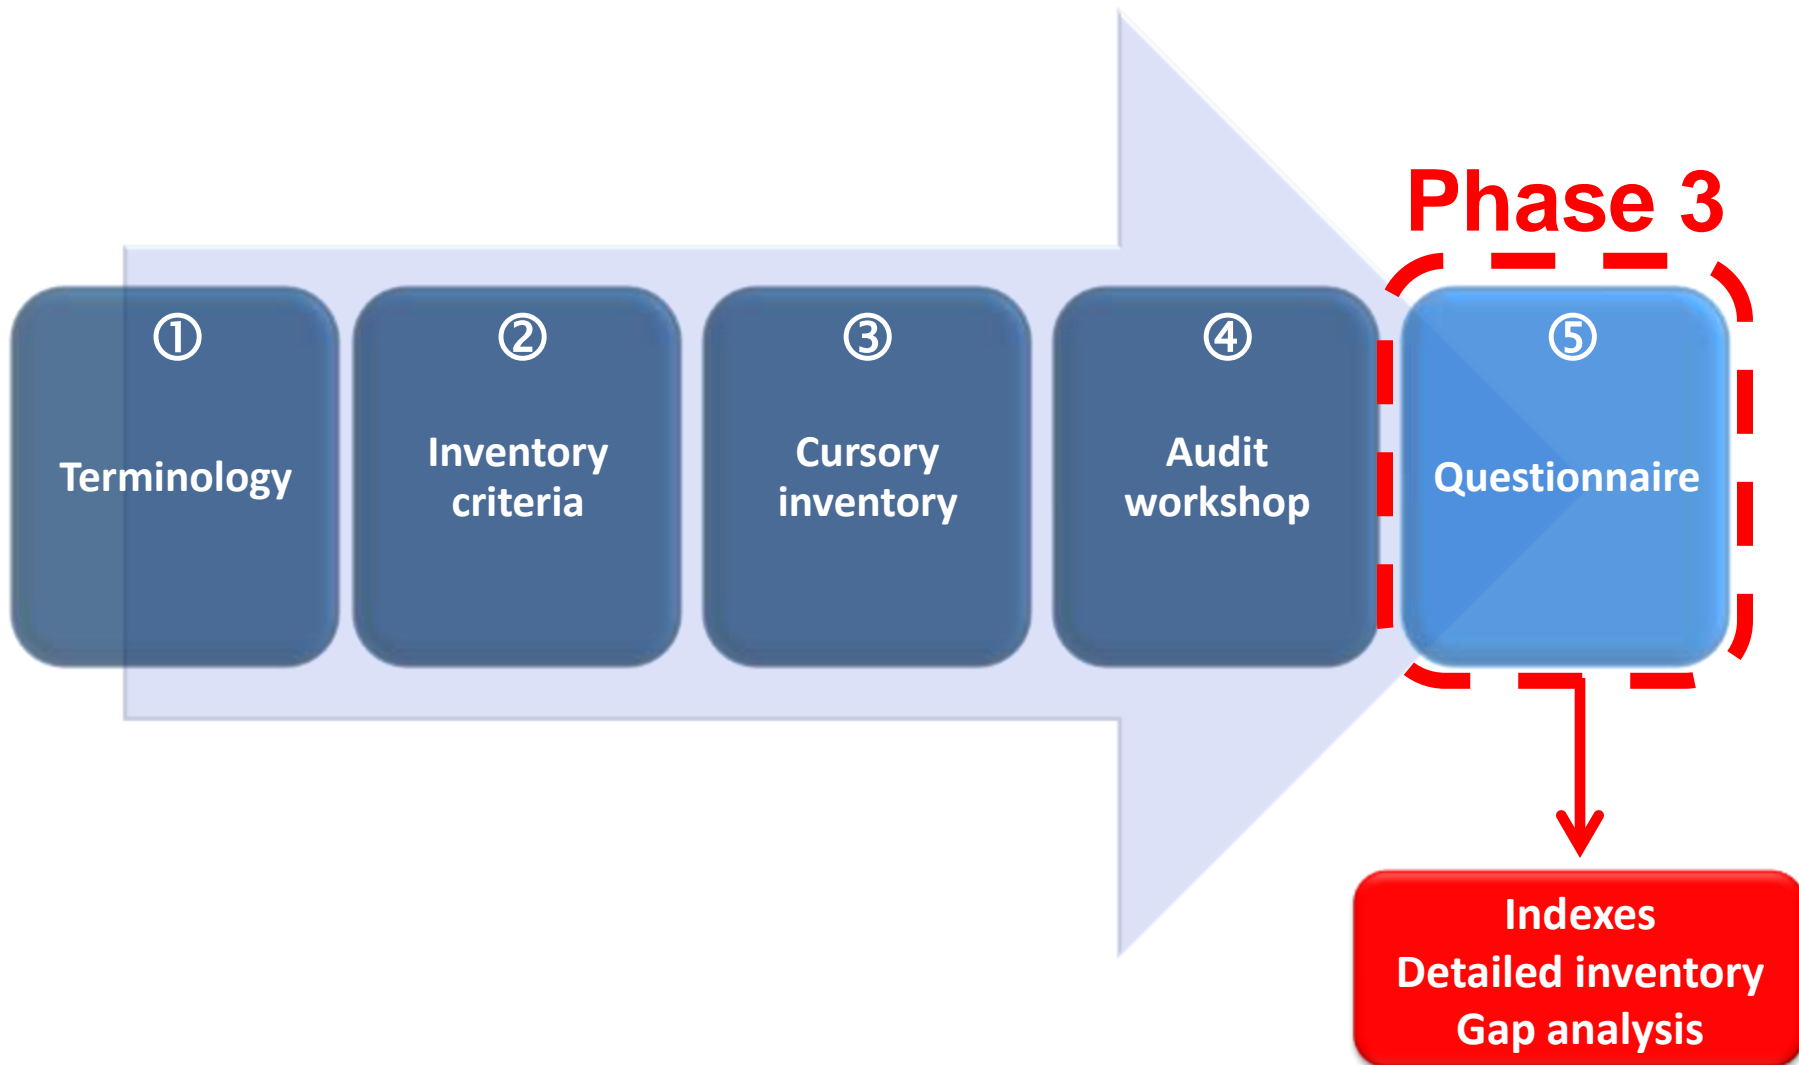 Phase 3
①
Terminology
②
Inventory
criteria
③
Cursory
inventory
④
Audit
workshop
⑤
Questionnaire
Indexes
Detailed inventory
Gap analysis